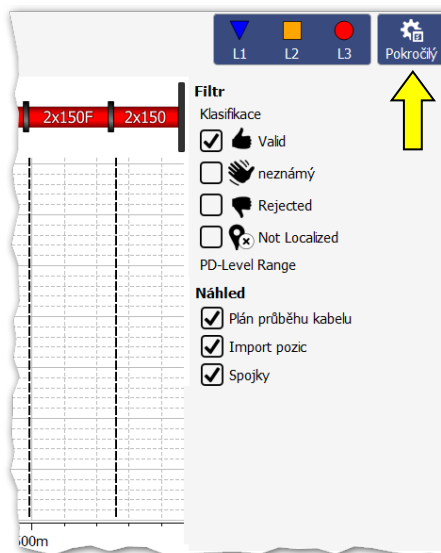 L1 L2 L3 Pokročilý
2x150F 2x150
Filtr
Klasifikace
Valid
neznámý
Rejected
Not Localized
PD-Level Range
Náhled
Plán průběhu kabelu
Import pozic
Spojky